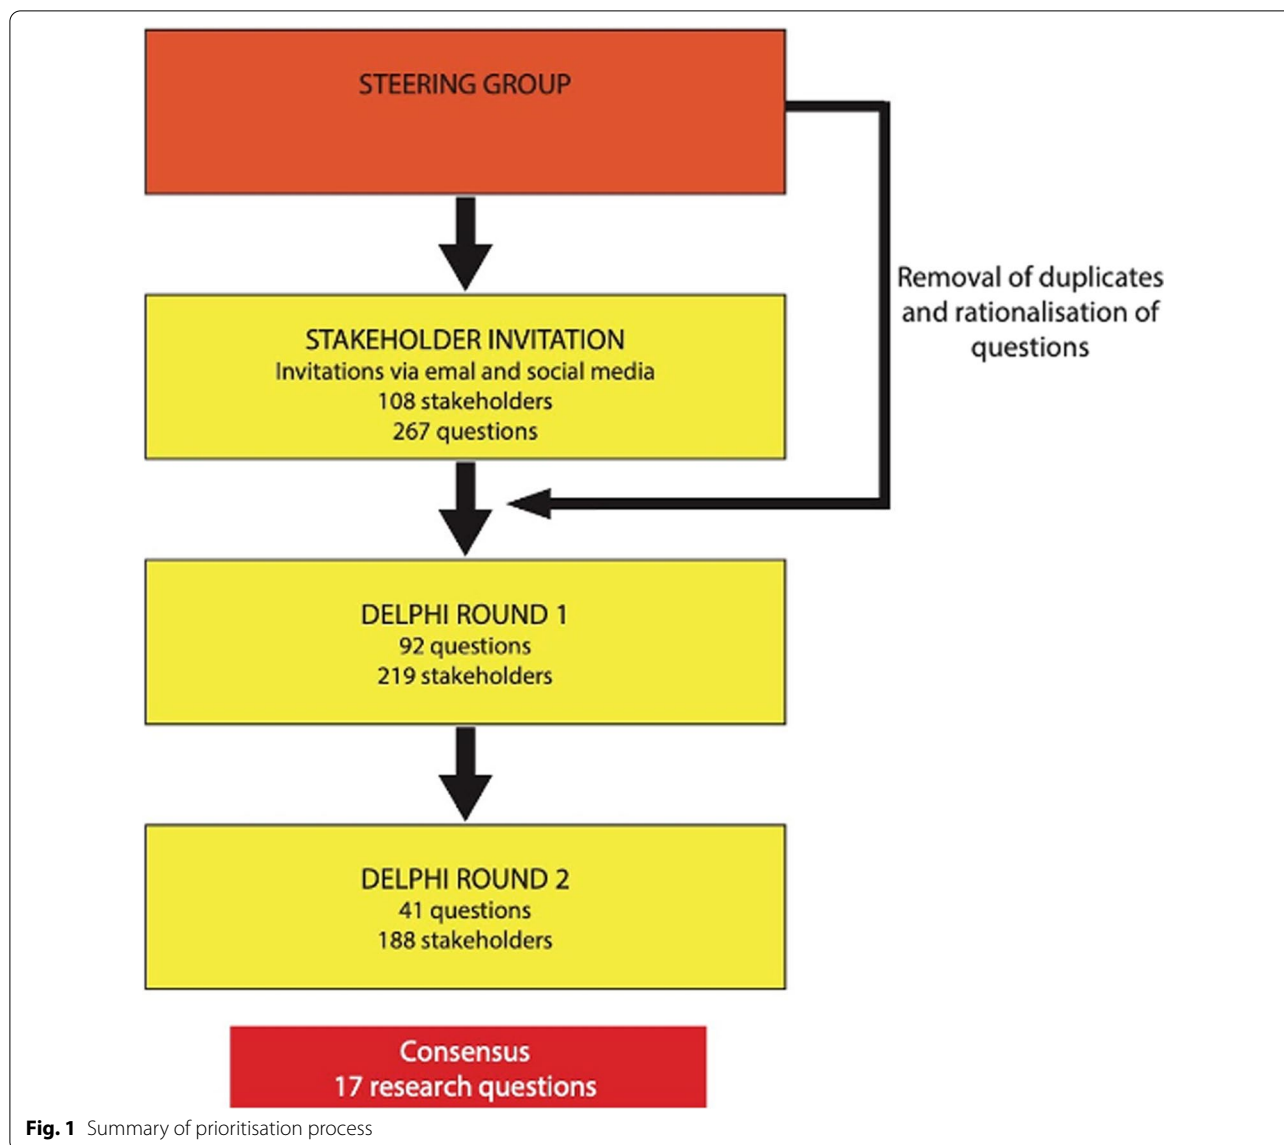 STEERING GROUP
STAKEHOLDER INVITATION
Invitations via emal and social media
108 stakeholders
267 questions
Removal of duplicates
and rationalisation of
questions
DELPHI ROUND 1
92 questions
219 stakeholders
DELPHI ROUND 2
41 questions
188 stakeholders
Consensus
17 research questions
Fig. 1 Summary of prioritisation process